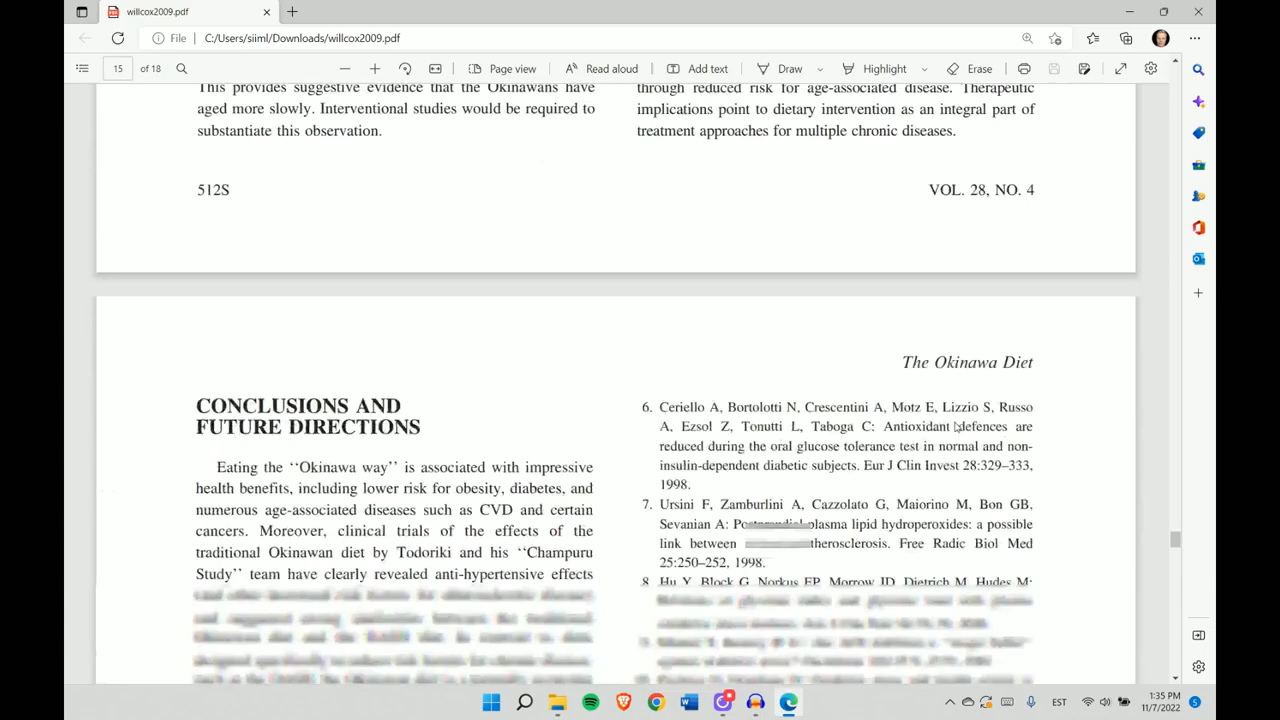 willcox2009.pdf
File C:/Users/siiml/Downloads/willcox2009.pdf
15 of 18 Page view Read aloud Add text Draw Highlight Erase
This provides suggestive evidence that the Okinawans have
aged more slowly. Interventional studies would be required to
substantiate this observation.
through reduced risk for age-associated disease. Therapeutic
implications point to dietary intervention as an integral part of
treatment approaches for multiple chronic diseases.
512S
VOL. 28, NO. 4
The Okinawa Diet
CONCLUSIONS AND
FUTURE DIRECTIONS
Eating the ‘‘Okinawa way’’ is associated with impressive
health benefits, including lower risk for obesity, diabetes, and
numerous age-associated diseases such as CVD and certain
cancers. Moreover, clinical trials of the effects of the
traditional Okinawan diet by Todoriki and his ‘‘Champuru
Study’’ team have clearly revealed anti-hypertensive effects
6. Ceriello A, Bortolotti N, Crescentini A, Motz E, Lizzio S, Russo
A, Ezsol Z, Tonutti L, Taboga C: Antioxidant defences are
reduced during the oral glucose tolerance test in normal and non-
insulin-dependent diabetic subjects. Eur J Clin Invest 28:329–333,
1998.
7. Ursini F, Zamburlini A, Cazzolato G, Maiorino M, Bon GB,
Sevanian A: plasma lipid hydroperoxides: a possible
link between therosclerosis. Free Radic Biol Med
25:250–252, 1998.
8. Hu Y, Block G, Norkus EP, Morrow JD, Dietrich M, Hudes M:
EST
1:35 PM
11/7/2022